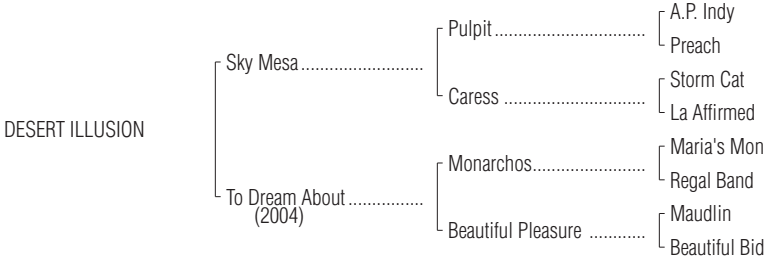 A.P. Indy
Pulpit
Preach
Sky Mesa
Storm Cat
Caress
La Affirmed
DESERT ILLUSION
Maria's Mon
Monarchos
Regal Band
To Dream About
(2004)
Maudlin
Beautiful Pleasure
Beautiful Bid